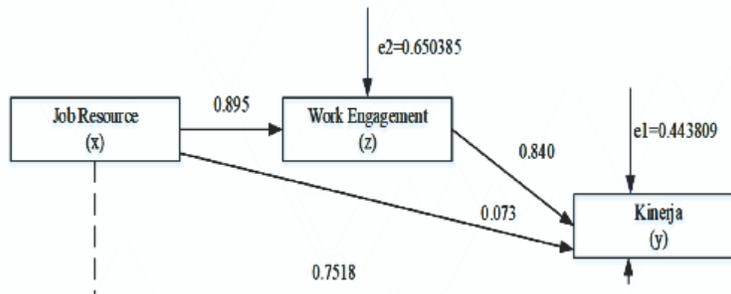 e2=0.650385
0.895
Job Resource
(x)
Work Engagement
(z)
e1=0.443809
0.840
0.073
Kinerja
(y)
0.7518